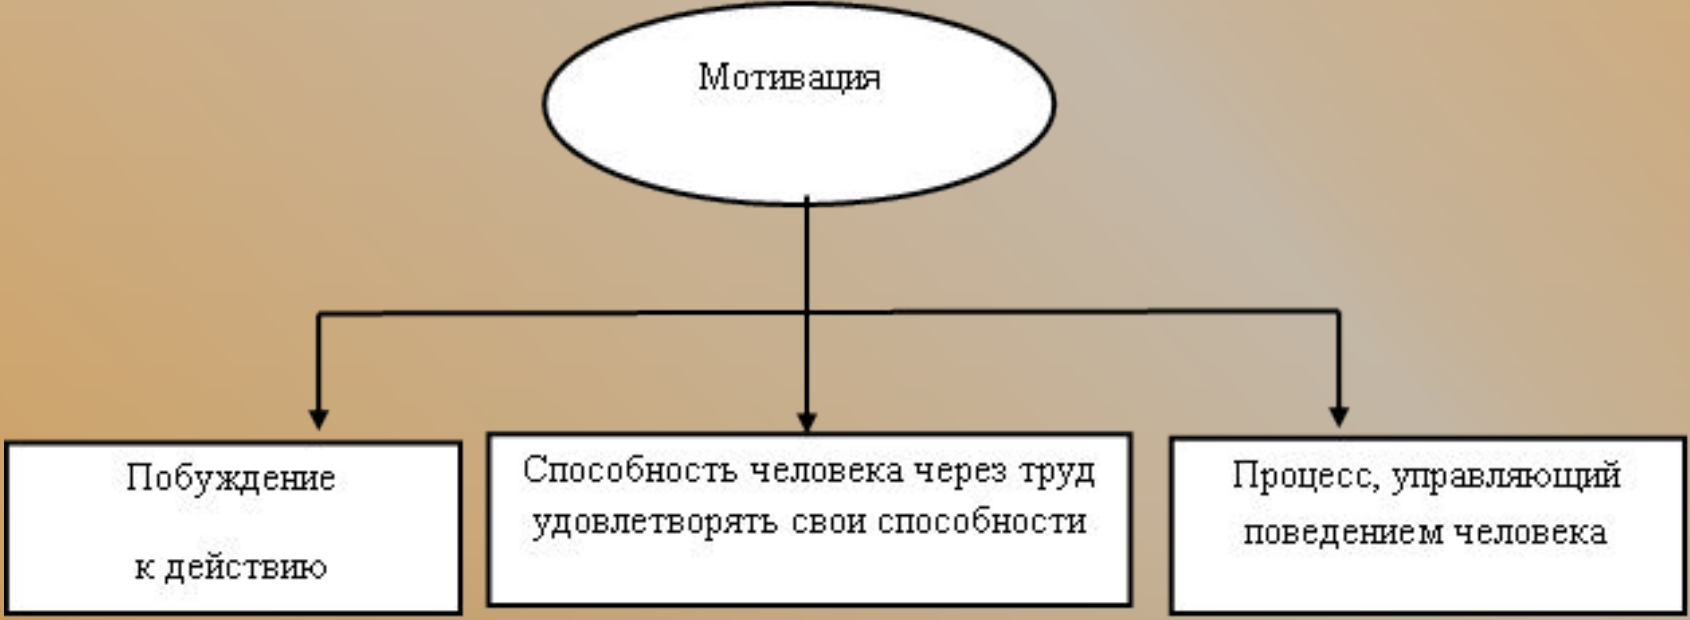 Мотивация
Побуждение
к действию
Способность человека через труд
удовлетворять свои способности
Процесс, управляющий
поведением человека